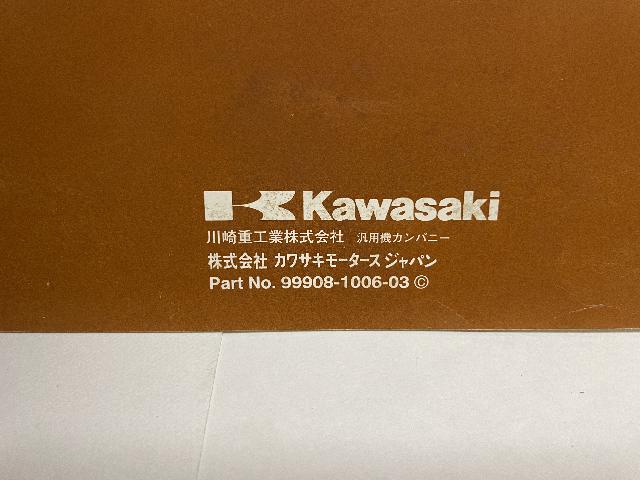 Kawasaki
川崎重工業株式会社 汎用機カンパニー
株式会社 カワサキモータース ジャパン
Part No. 99908-1006-03 ©